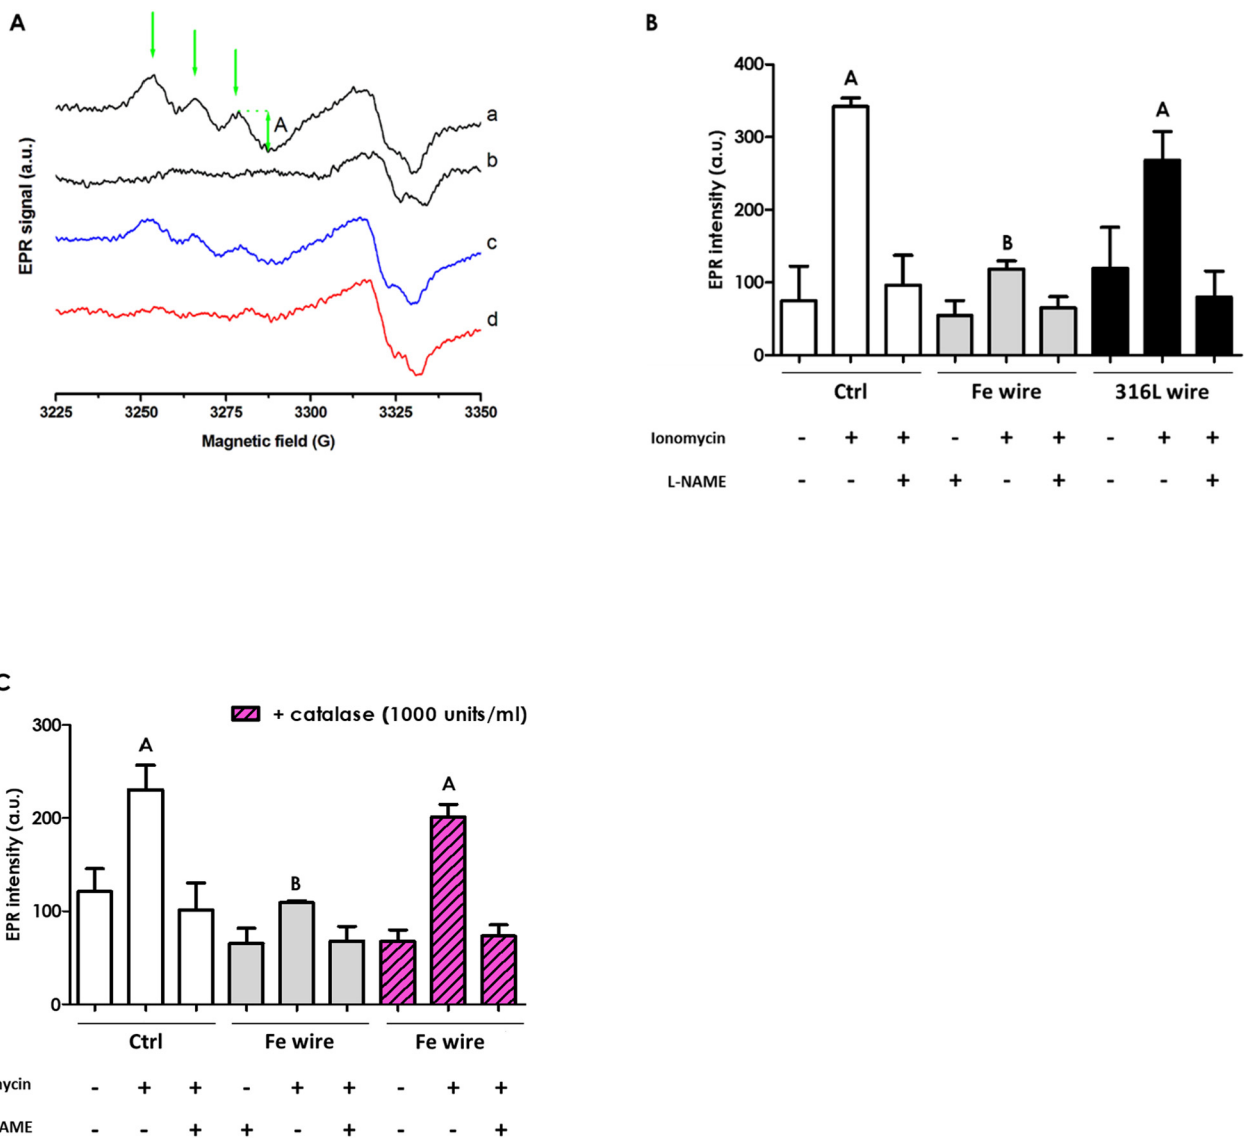 A
A
a
b
c
d
EPR signal (a.u.)
3225 3250 3275 3300 3325 3350
Magnetic field (G)
B
400
300
200
100
0
EPR intensity (a.u.)
A
B
A
Ctrl Fe wire 316L wire
Ionomycin - + + - + + - + +
L-NAME - - + + - + - - +
C
+ catalase (1000 units/ml)
300
200
100
0
EPR intensity (a.u.)
A
B
A
Ctrl Fe wire Fe wire
mycin - + + - + + - + +
AME - - + + - + - - +